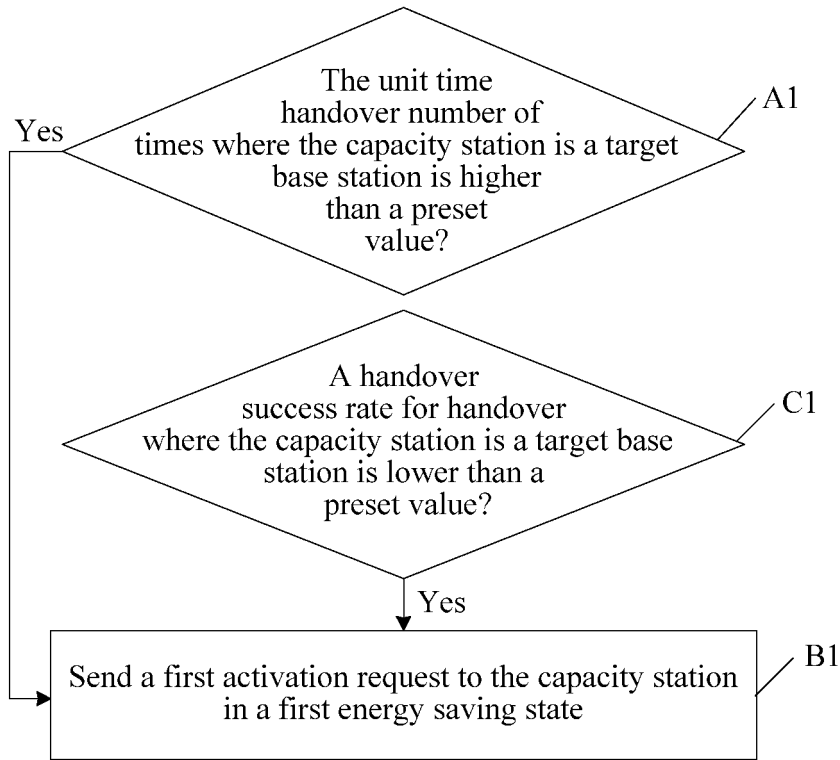 The unit time
handover number of
times where the capacity station is a target
base station is higher
than a preset
value?
A1
Yes
A handover
success rate for handover
where the capacity station is a target base
station is lower than a
preset value?
C1
Yes
Send a first activation request to the capacity station
in a first energy saving state
B1